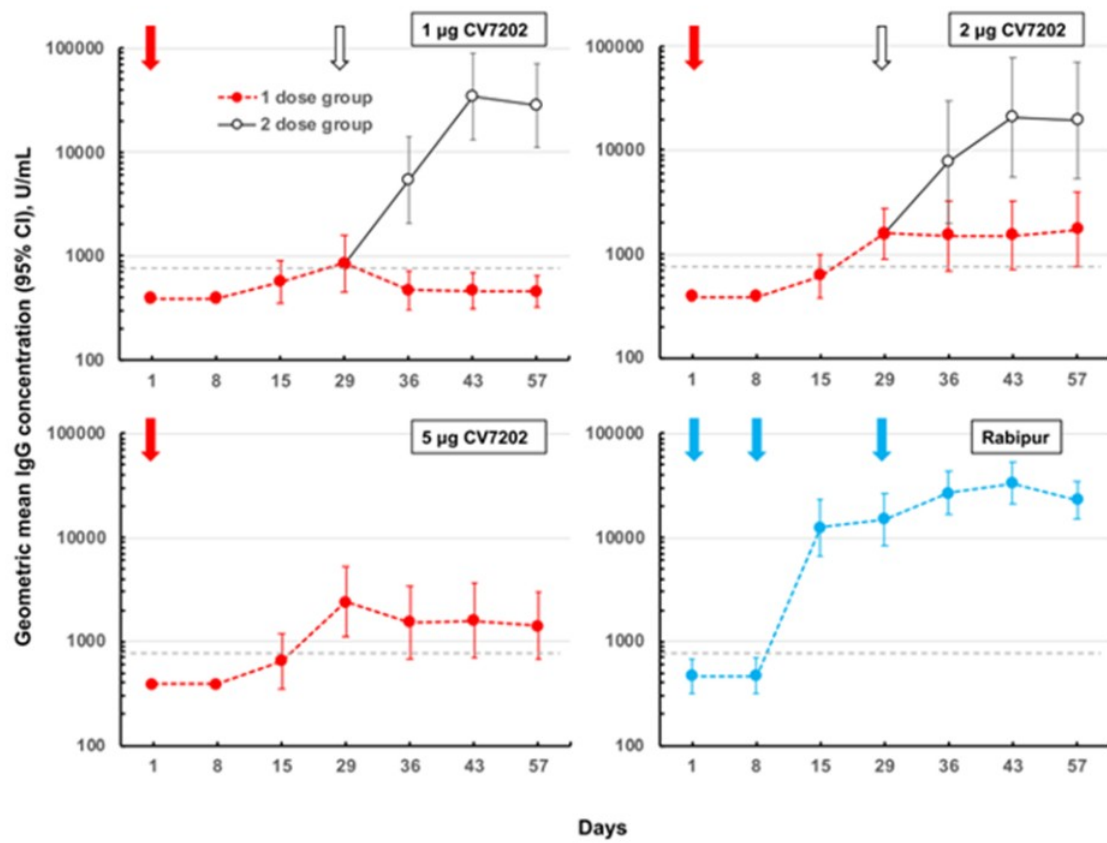 Geometric mean IgG concentration (95% CI), U/mL
1 µg CV7202
100000
10000
1000
100
1 dose group
2 dose group
1 8 15 29 36 43 57
2 µg CV7202
100000
10000
1000
100
1 8 15 29 36 43 57
5 µg CV7202
100000
10000
1000
100
1 8 15 29 36 43 57
Rabipur
100000
10000
1000
100
1 8 15 29 36 43 57
Days